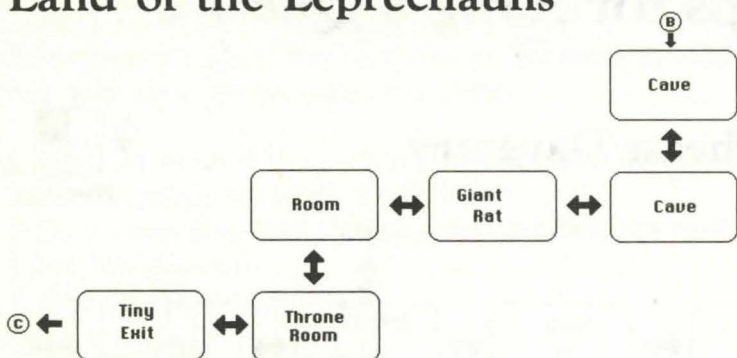 Land of the Leprechauns
B
Cave
Room
Giant
Rat
Cave
Tiny
Exit
Throne
Room
C